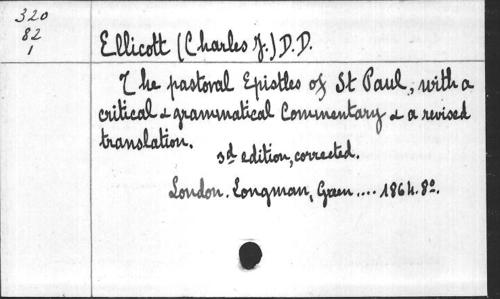 320
82
1
Ellicott (Charles J.) D.D.
The pastoral Epistles of St Paul, with a
critical & grammatical Commentary & a revised
translation.
3d edition, corrected.
London. Longman, Green .... 1864. 8o.